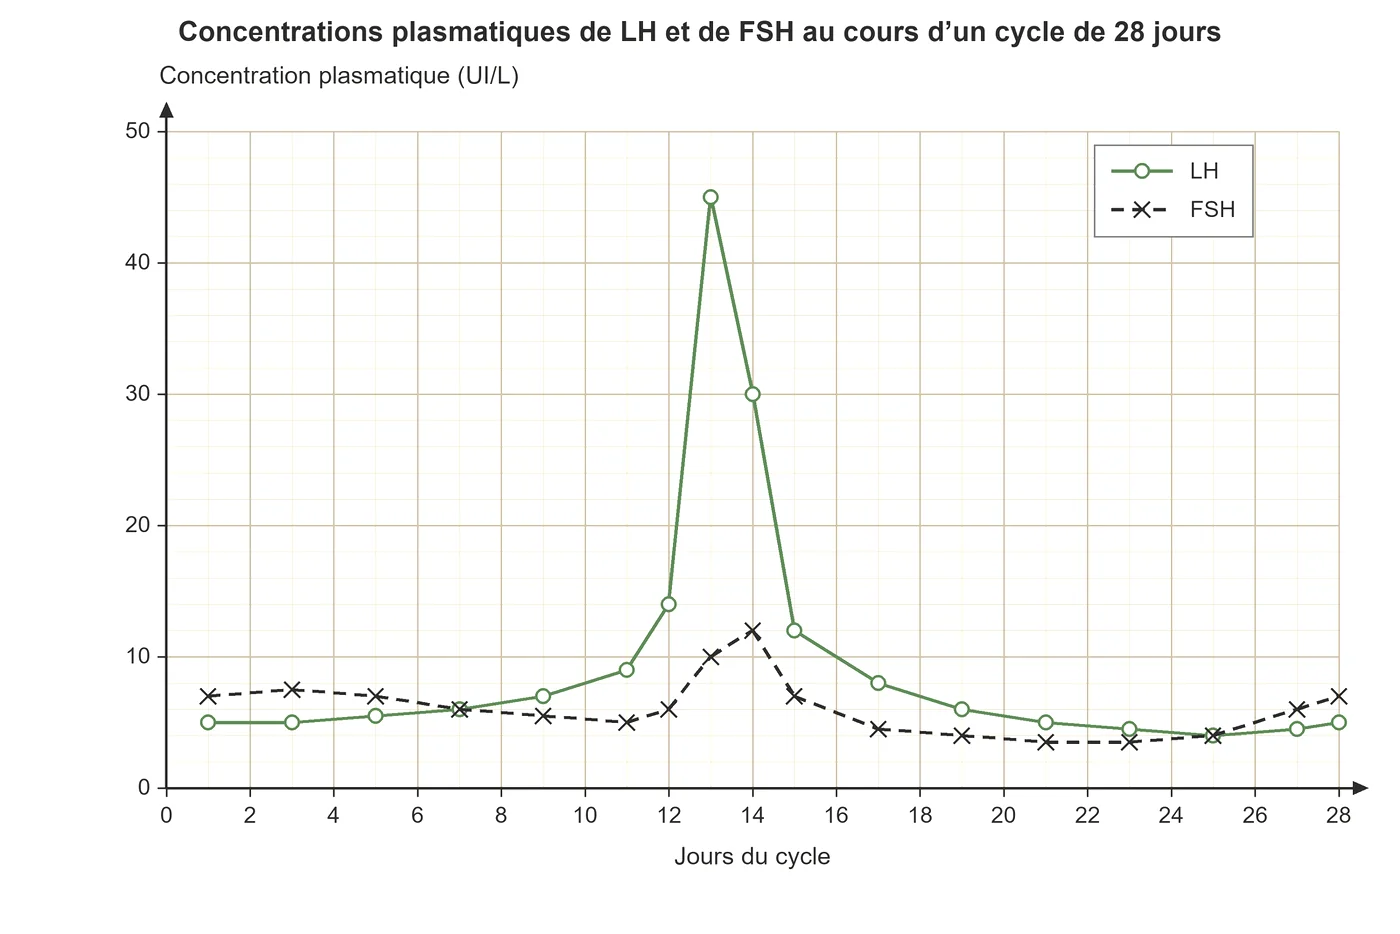 Concentrations plasmatiques de LH et de FSH au cours d’un cycle de 28 jours
Concentration plasmatique (UI/L)
50
40
30
20
10
0
LH
FSH
0 2 4 6 8 10 12 14 16 18 20 22 24 26 28
Jours du cycle